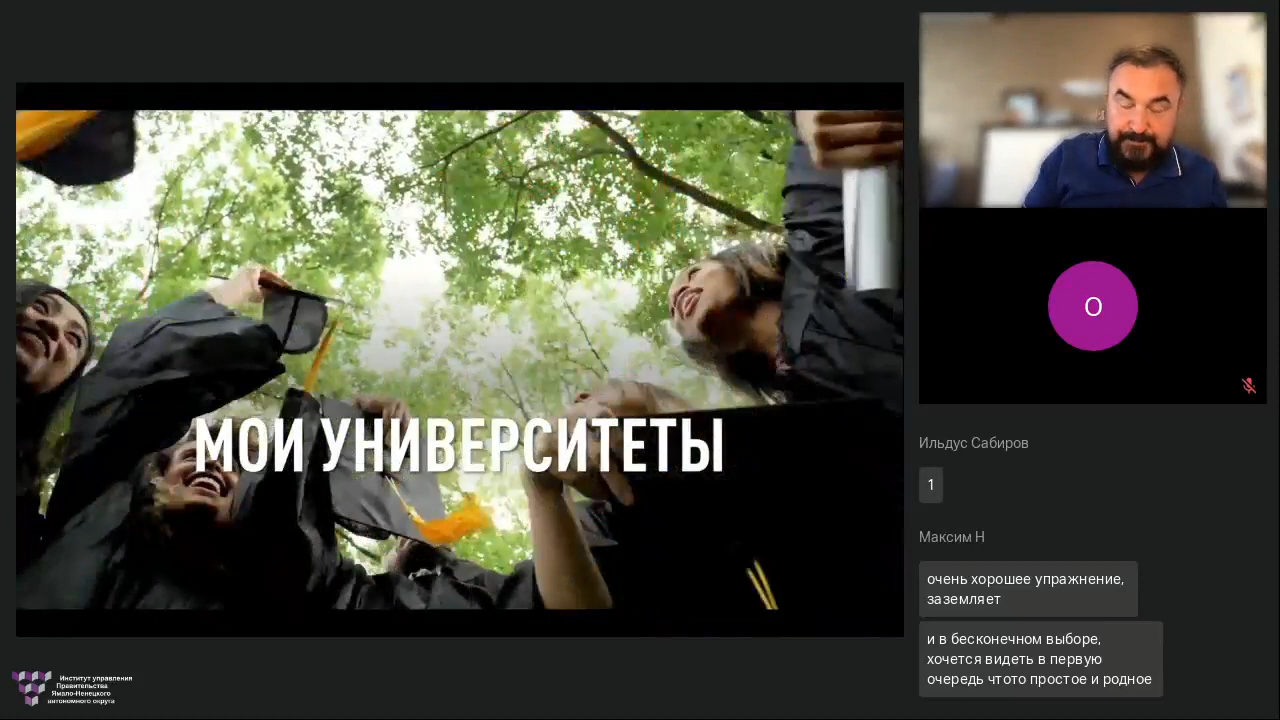 МОИ УНИВЕРСИТЕТЫ
О
Ильдус Сабиров
1
Максим Н
очень хорошее упражнение,
заземляет
и в бесконечном выборе,
хочется видеть в первую
очередь чтото простое и родное
Институт управления
Правительства
Ямало-Ненецкого
автономного округа